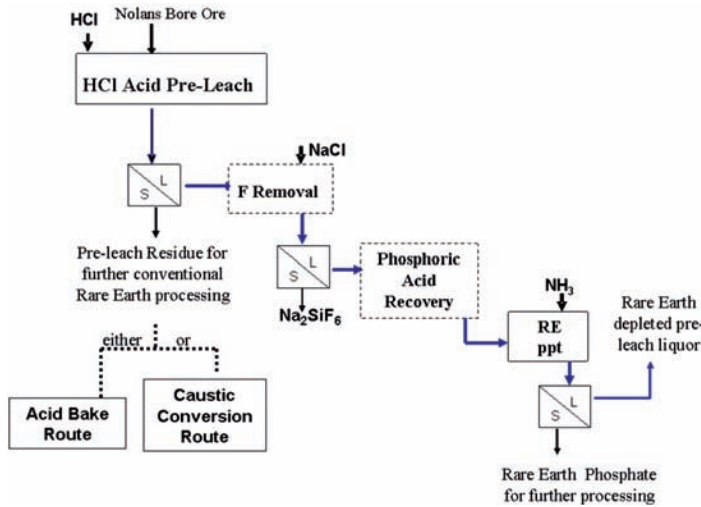 HCl
Nolans Bore Ore
HCl Acid Pre-Leach
L
S
NaCl
F Removal
Pre-leach Residue for
further conventional
Rare Earth processing
L
S
Na₂SiF₆
Phosphoric
Acid
Recovery
NH₃
RE
ppt
Rare Earth
depleted pre-
leach liquor
either or
Acid Bake
Route
Caustic
Conversion
Route
L
S
Rare Earth Phosphate
for further processing